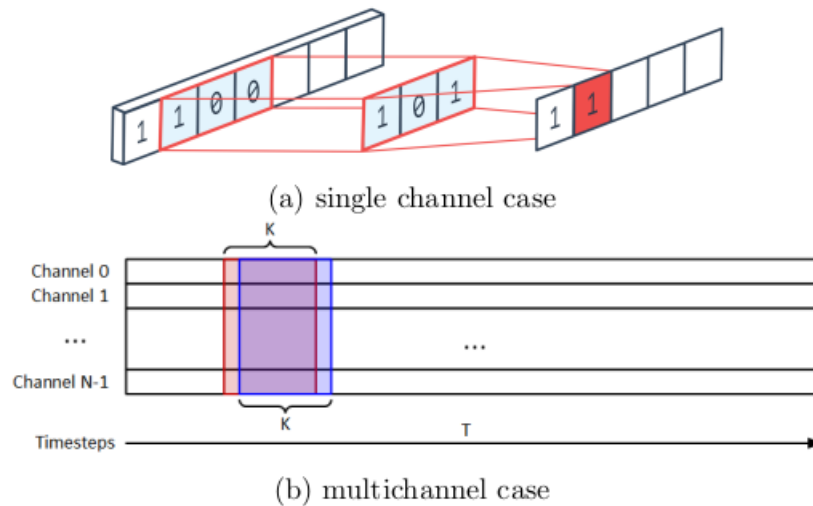 1 1 0 0
1 0 1
1 1
(a) single channel case
K
Channel 0
Channel 1
...
...
Channel N-1
K
Timesteps T
(b) multichannel case